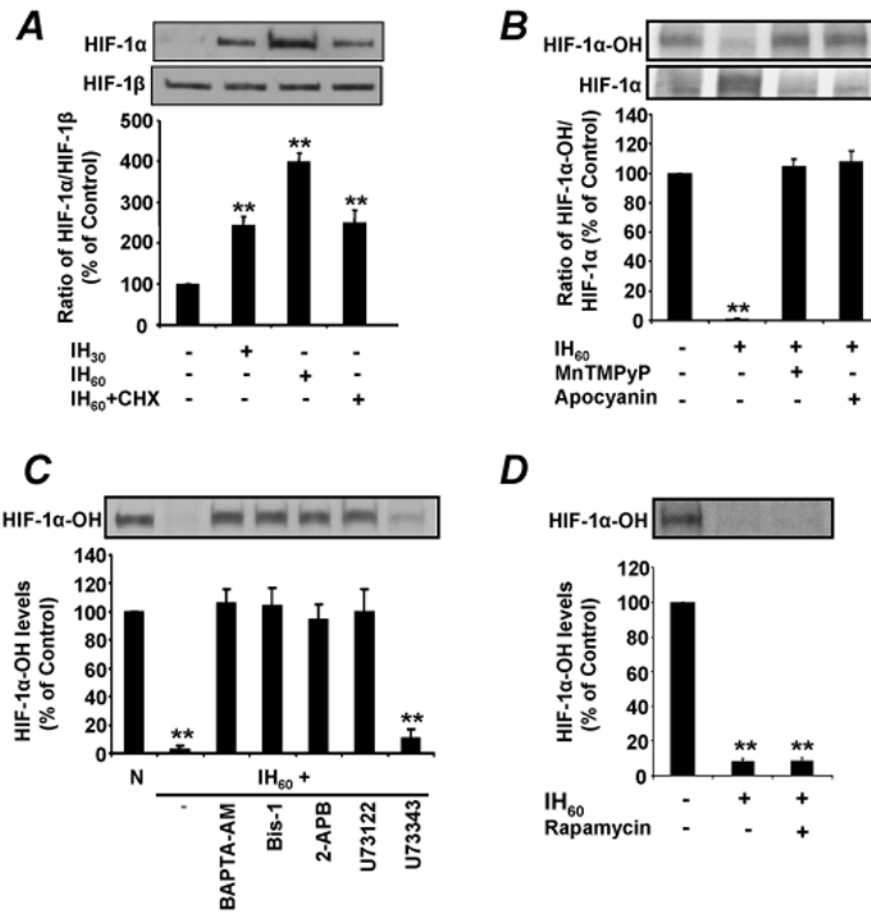 A
HIF-1α
HIF-1β
Ratio of HIF-1α/HIF-1β
(% of Control)
500
400
300
200
100
0
**
**
**
IH30 - + - -
IH60 - - + -
IH60+CHX - - - +
B
HIF-1α-OH
HIF-1α
Ratio of HIF-1α-OH/
HIF-1α (% of Control)
140
120
100
80
60
40
20
0
**
IH60 - + + +
MnTMPyP - - + -
Apocyanin - - - +
C
HIF-1α-OH
HIF-1α-OH levels
(% of Control)
140
120
100
80
60
40
20
0
**
**
N IH60 +
-
BAPTA-AM
Bis-1
2-APB
U73122
U73343
D
HIF-1α-OH
HIF-1α-OH levels
(% of Control)
120
100
80
60
40
20
0
**
**
IH60 - + +
Rapamycin - - +